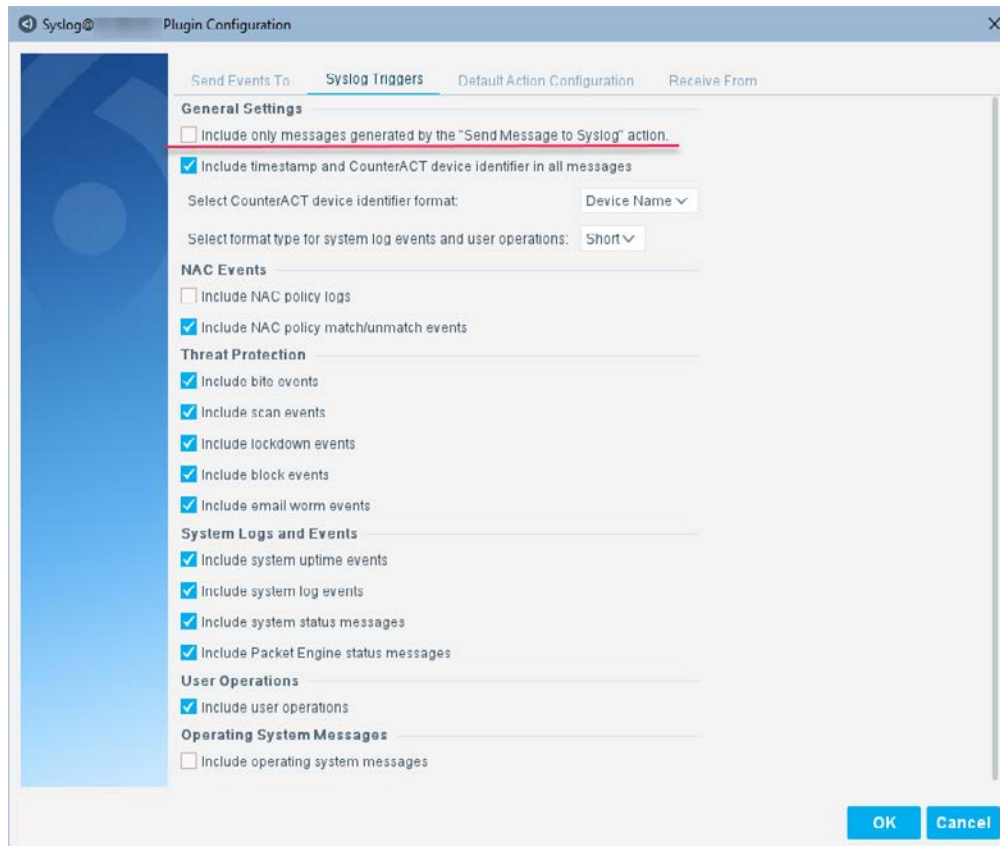 Syslog@ Plugin Configuration
Send Events To Syslog Triggers Default Action Configuration Receive From
General Settings
Include only messages generated by the "Send Message to Syslog" action.
Include timestamp and CounterACT device identifier in all messages
Select CounterACT device identifier format: Device Name
Select format type for system log events and user operations: Short
NAC Events
Include NAC policy logs
Include NAC policy match/unmatch events
Threat Protection
Include bite events
Include scan events
Include lockdown events
Include block events
Include email worm events
System Logs and Events
Include system uptime events
Include system log events
Include system status messages
Include Packet Engine status messages
User Operations
Include user operations
Operating System Messages
Include operating system messages
OK Cancel